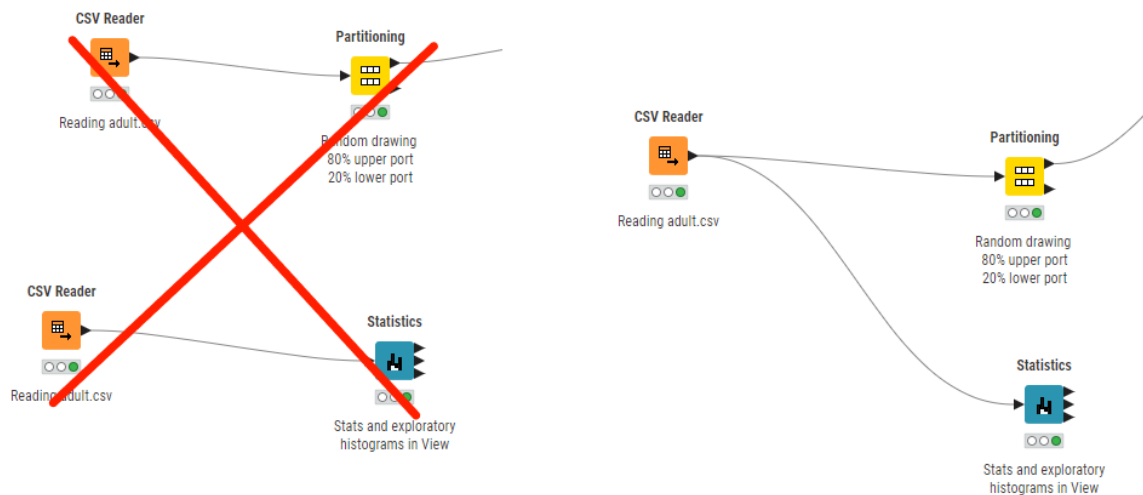 CSV Reader
Partitioning
Reading adult.csv
Random drawing
80% upper port
20% lower port
CSV Reader
Statistics
Reading adult.csv
Stats and exploratory
histograms in View
CSV Reader
Partitioning
Reading adult.csv
Random drawing
80% upper port
20% lower port
Statistics
Stats and exploratory
histograms in View